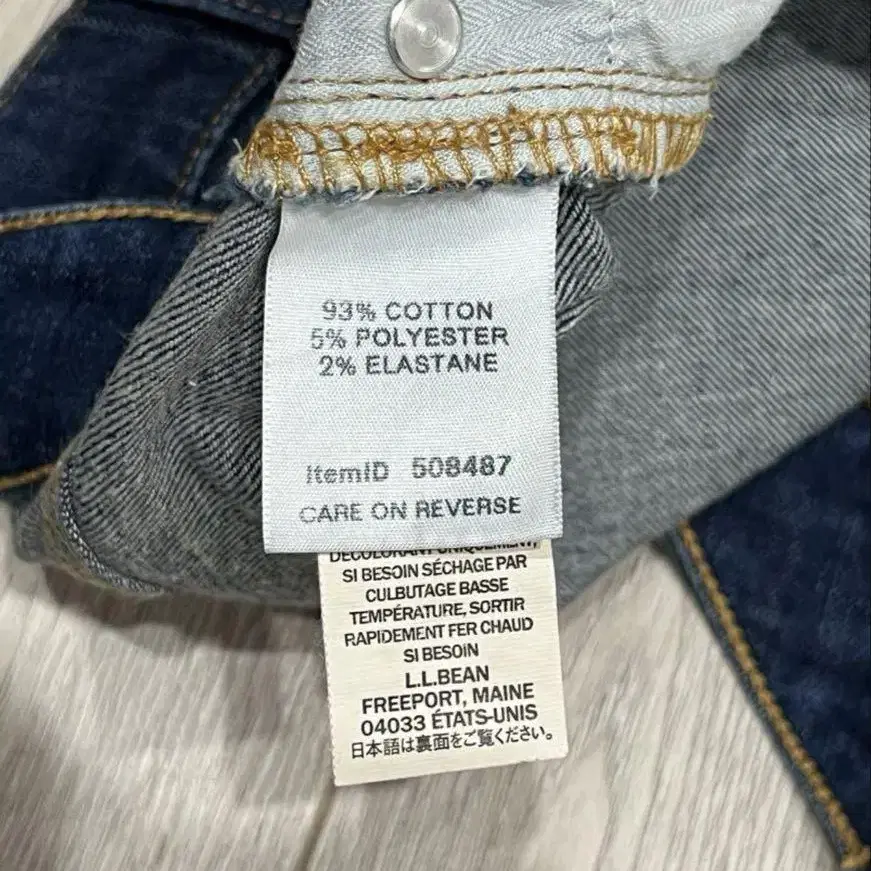 93% COTTON
5% POLYESTER
2% ELASTANE
ItemID 508487
CARE ON REVERSE
DÉCOLORANT UNIQUEMENT,
SI BESOIN SÉCHAGE PAR
CULBUTAGE BASSE
TEMPÉRATURE, SORTIR
RAPIDEMENT FER CHAUD
SI BESOIN
L.L.BEAN
FREEPORT, MAINE
04033 ÉTATS-UNIS
日本語は裏面をご覧ください。